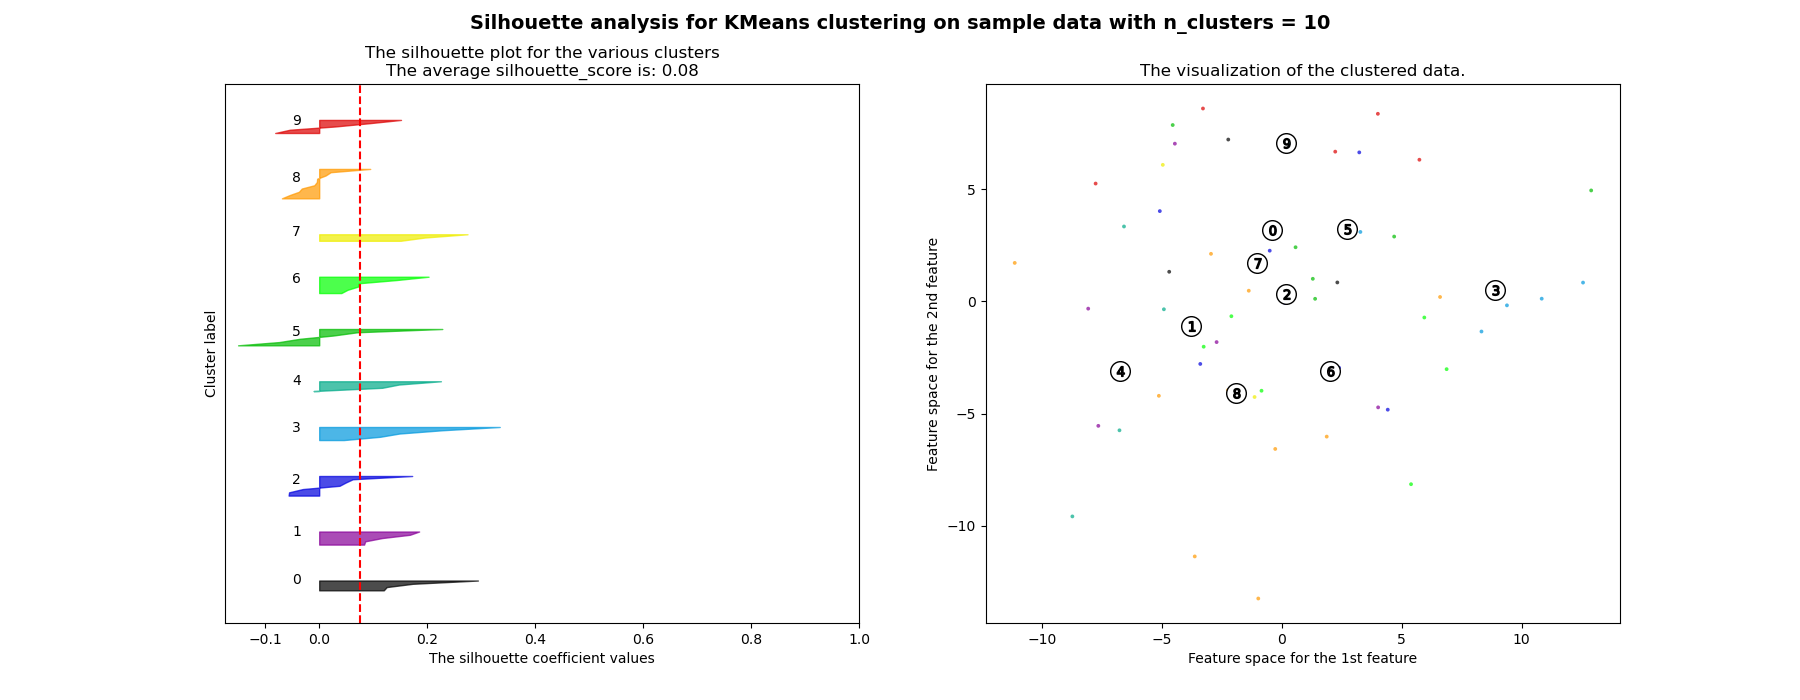 Silhouette analysis for KMeans clustering on sample data with n_clusters = 10
The silhouette plot for the various clusters
The average silhouette_score is: 0.08
9
8
7
6
5
4
3
2
1
0
Cluster label
−0.1 0.0 0.2 0.4 0.6 0.8 1.0
The silhouette coefficient values
The visualization of the clustered data.
9
0 5
7
2 3
1
4 6
8
5
0
−5
−10
Feature space for the 2nd feature
−10 −5 0 5 10
Feature space for the 1st feature